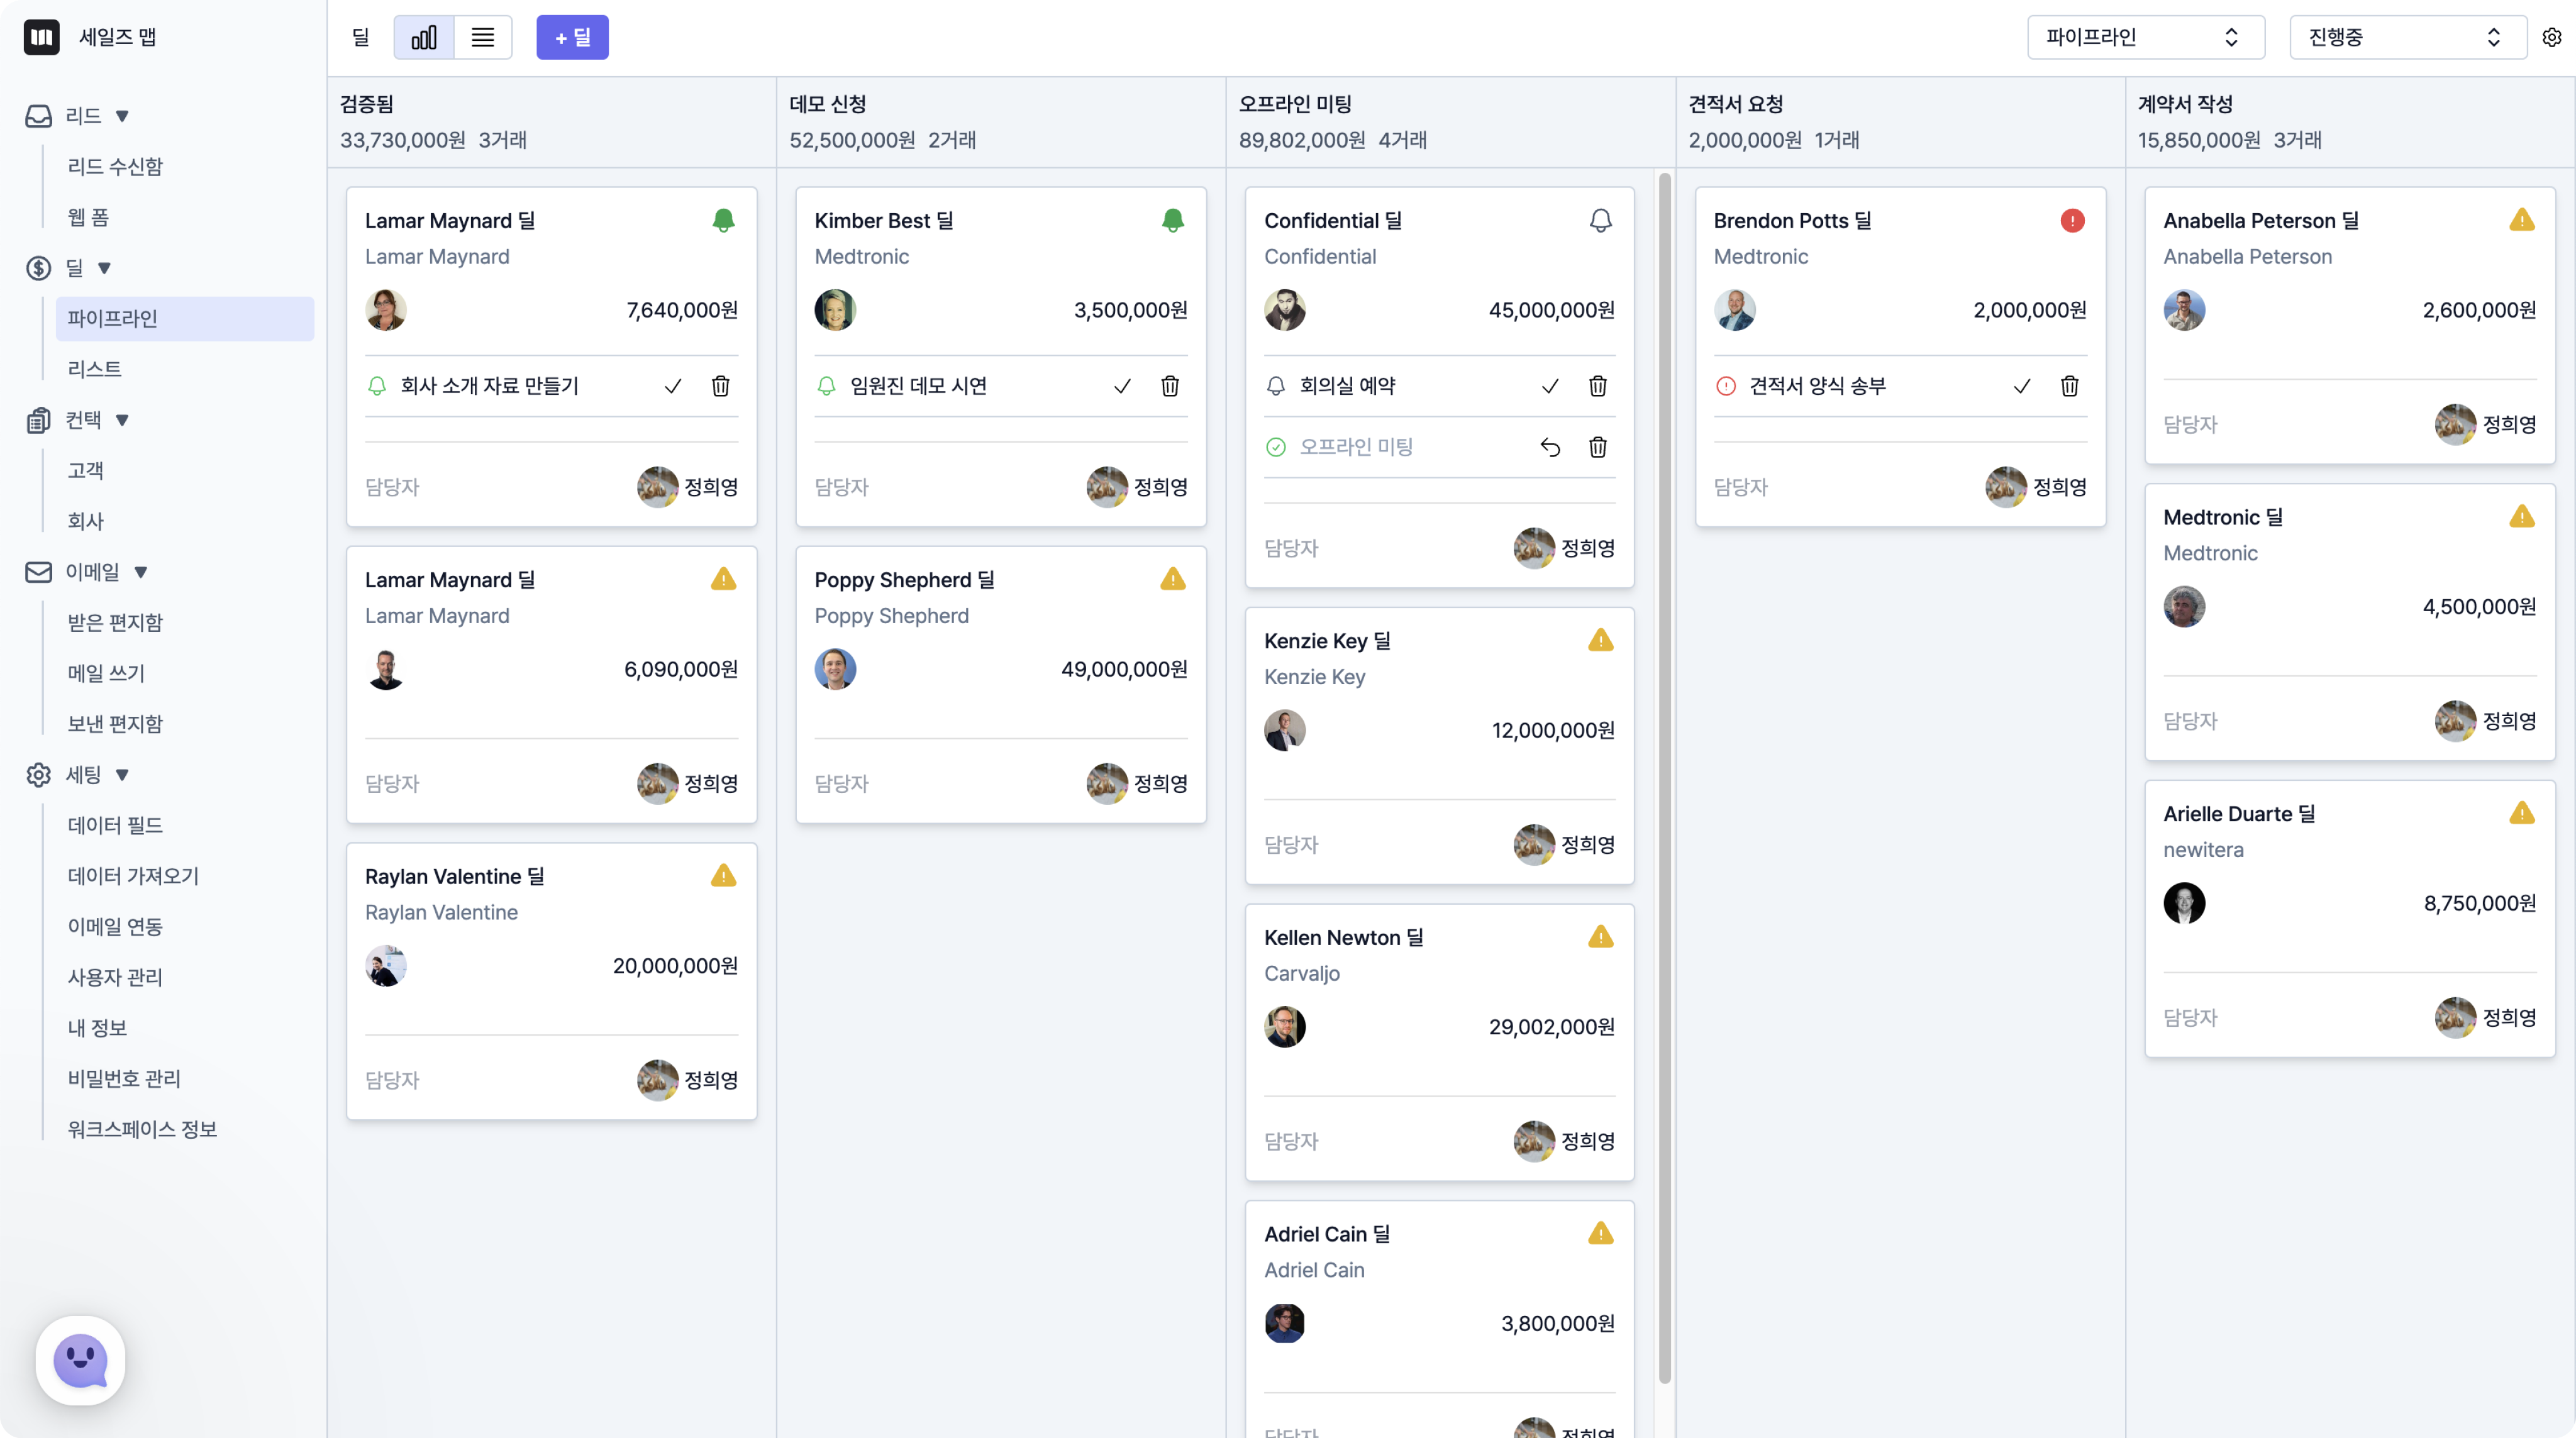 세일즈 맵
리드 ▼
리드 수신함
웹 폼
딜 ▼
파이프라인
리스트
컨택 ▼
고객
회사
이메일 ▼
받은 편지함
메일 쓰기
보낸 편지함
세팅 ▼
데이터 필드
데이터 가져오기
이메일 연동
사용자 관리
내 정보
비밀번호 관리
워크스페이스 정보
딜
+ 딜
파이프라인
진행중
검증됨
33,730,000원 3거래
Lamar Maynard 딜
Lamar Maynard
7,640,000원
회사 소개 자료 만들기
담당자 정희영
Lamar Maynard 딜
Lamar Maynard
6,090,000원
담당자 정희영
Raylan Valentine 딜
Raylan Valentine
20,000,000원
담당자 정희영
데모 신청
52,500,000원 2거래
Kimber Best 딜
Medtronic
3,500,000원
임원진 데모 시연
담당자 정희영
Poppy Shepherd 딜
Poppy Shepherd
49,000,000원
담당자 정희영
오프라인 미팅
89,802,000원 4거래
Confidential 딜
Confidential
45,000,000원
회의실 예약
오프라인 미팅
담당자 정희영
Kenzie Key 딜
Kenzie Key
12,000,000원
담당자 정희영
Kellen Newton 딜
Carvaljo
29,002,000원
담당자 정희영
Adriel Cain 딜
Adriel Cain
3,800,000원
담당자 정희영
견적서 요청
2,000,000원 1거래
Brendon Potts 딜
Medtronic
2,000,000원
견적서 양식 송부
담당자 정희영
계약서 작성
15,850,000원 3거래
Anabella Peterson 딜
Anabella Peterson
2,600,000원
담당자 정희영
Medtronic 딜
Medtronic
4,500,000원
담당자 정희영
Arielle Duarte 딜
newitera
8,750,000원
담당자 정희영